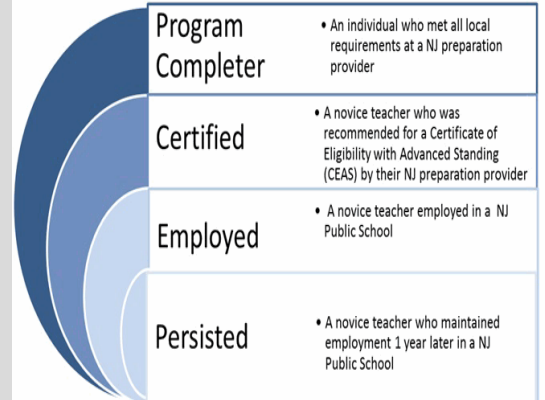 Program
Completer
• An individual who met all local
requirements at a NJ preparation
provider
Certified
• A novice teacher who was
recommended for a Certificate of
Eligibility with Advanced Standing
(CEAS) by their NJ preparation provider
Employed
• A novice teacher employed in a NJ
Public School
Persisted
• A novice teacher who maintained
employment 1 year later in a NJ
Public School